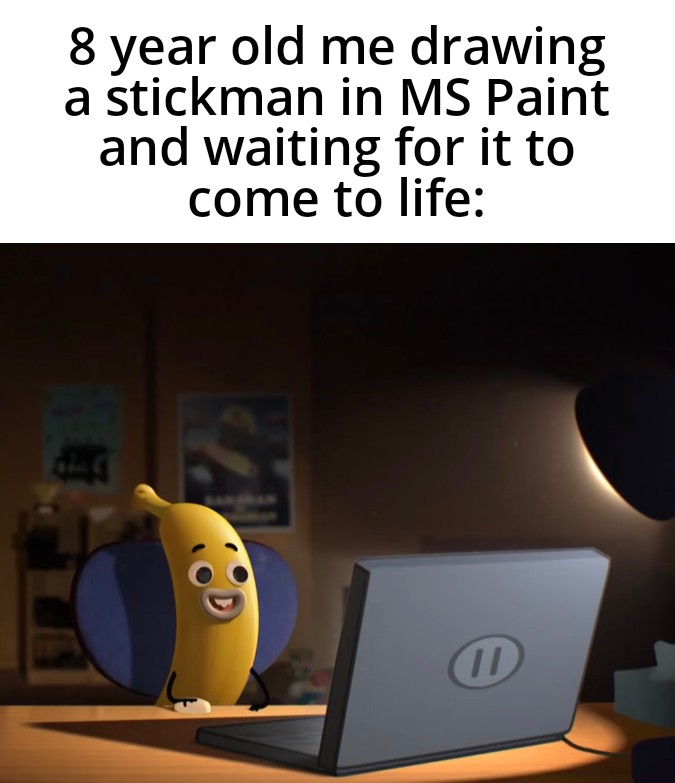 8 year old me drawing
a stickman in MS Paint
and waiting for it to
come to life: